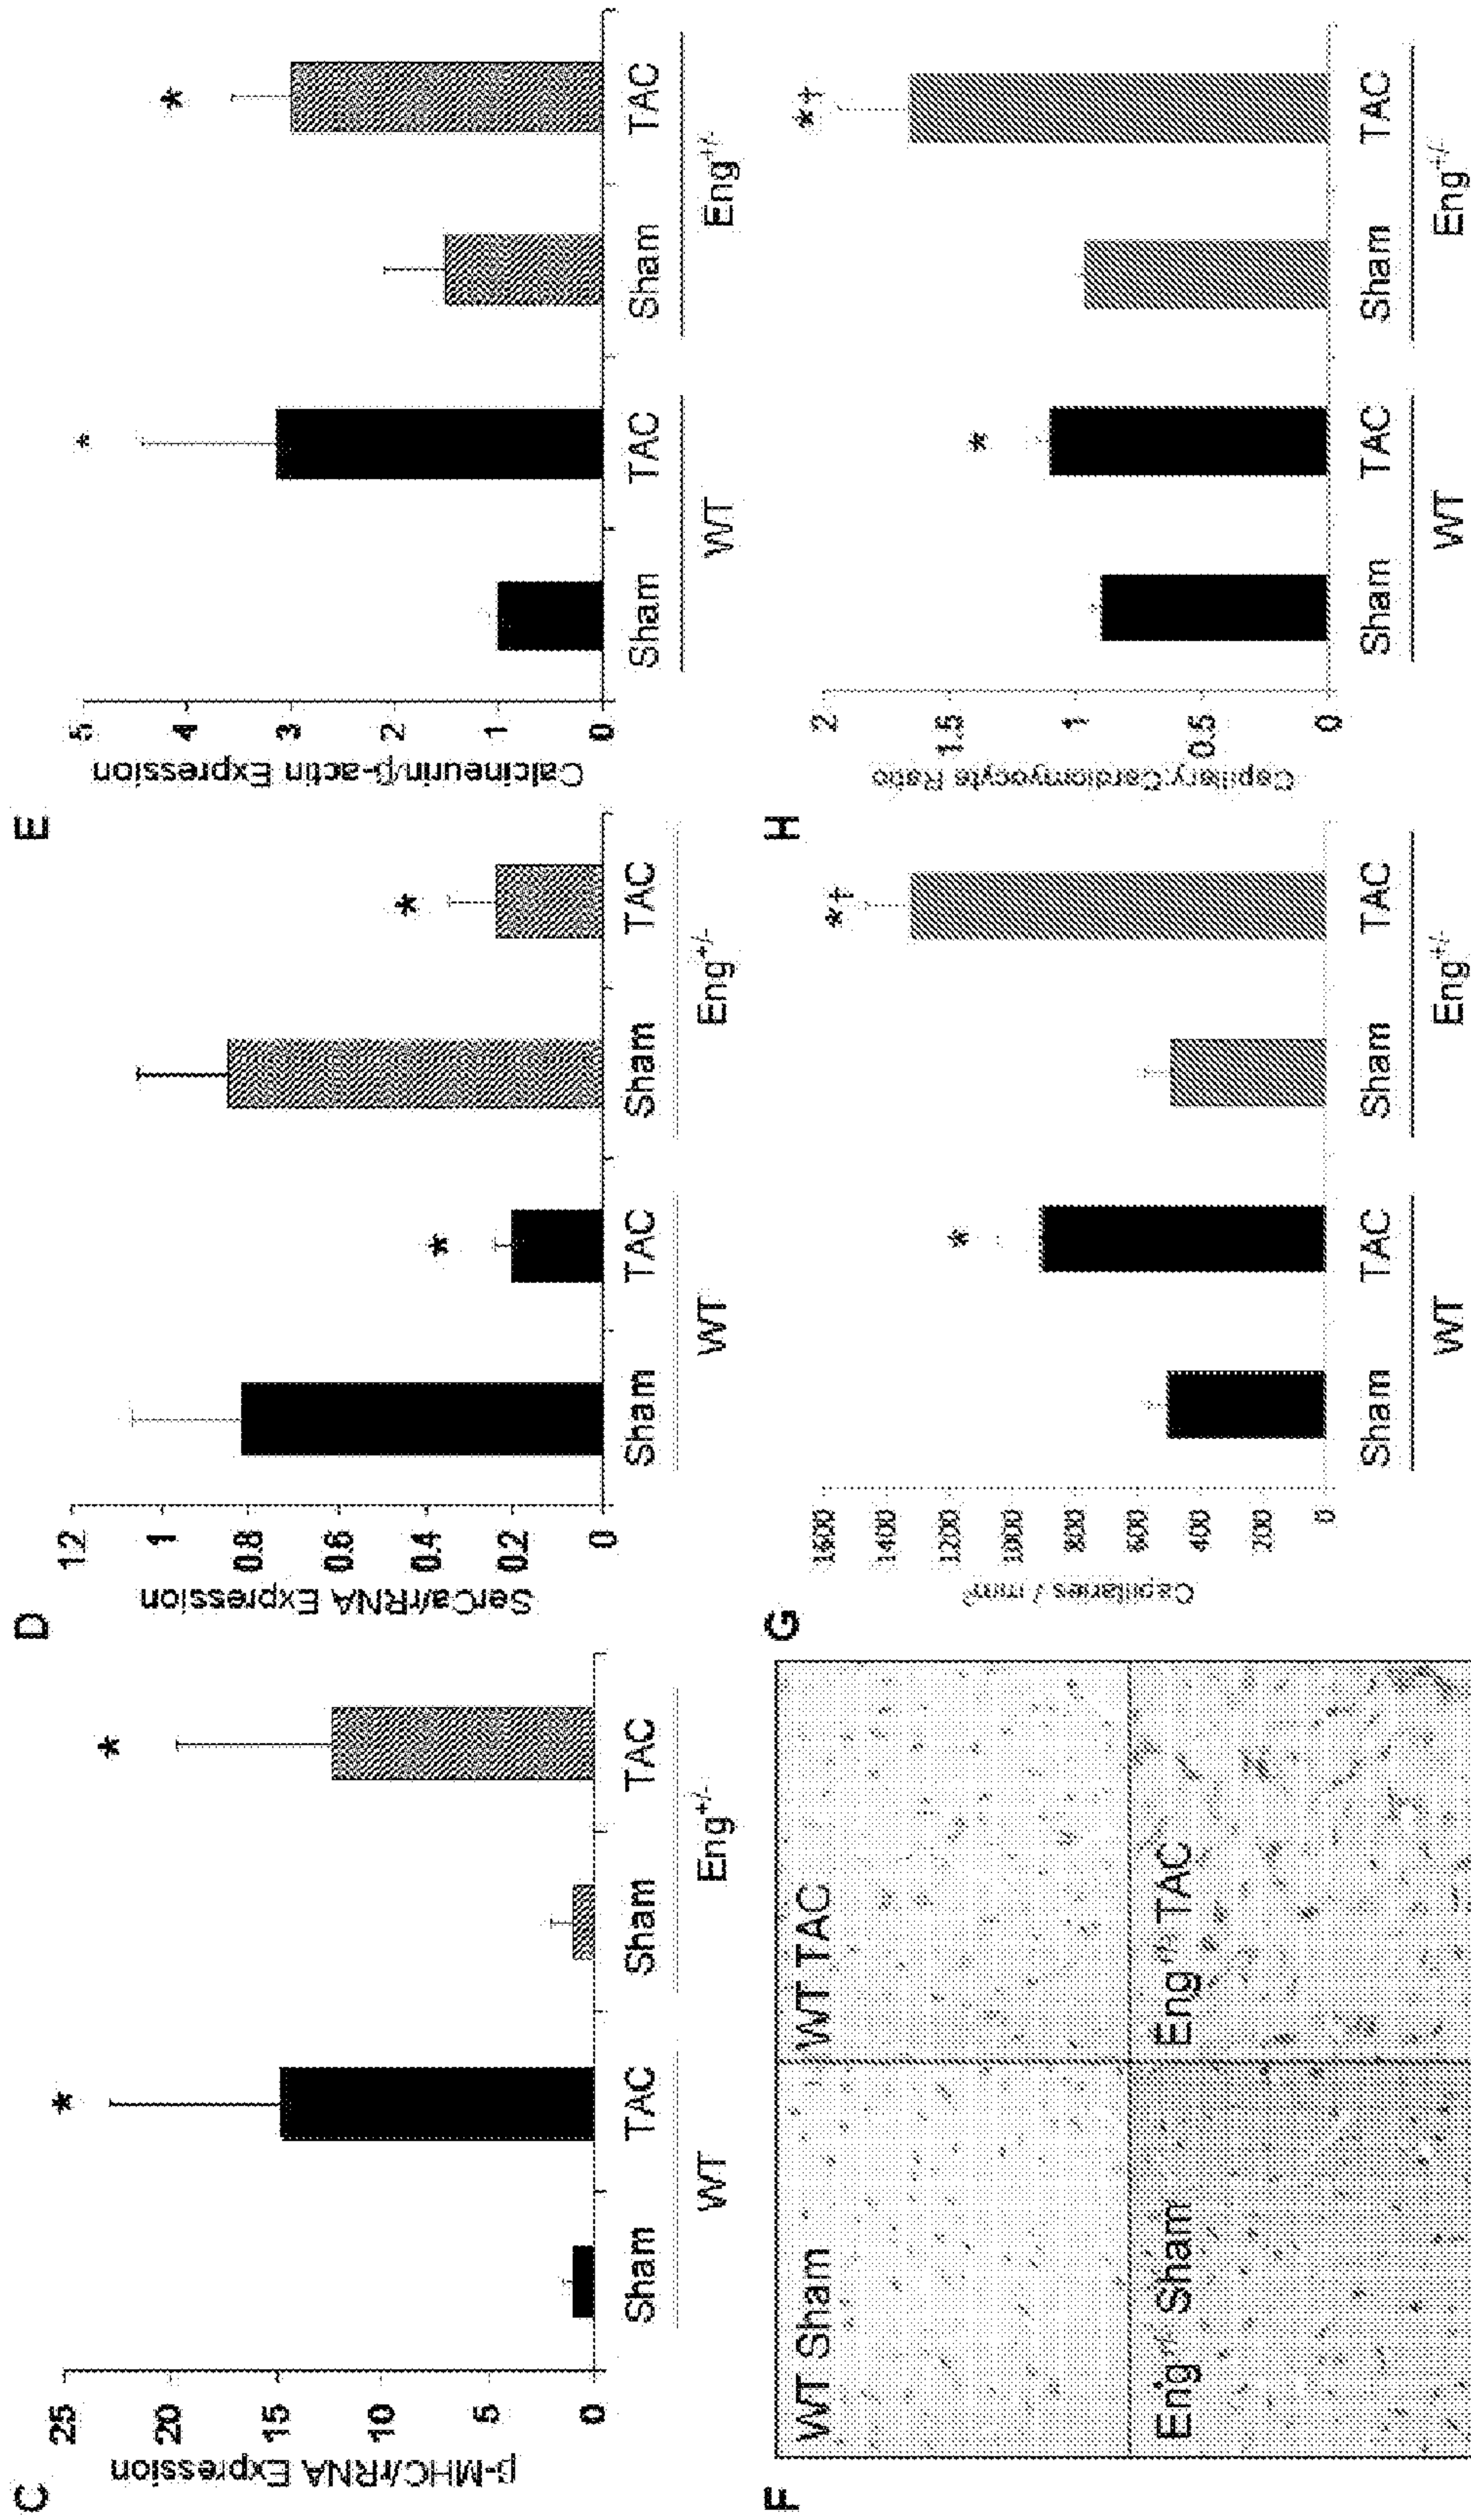 C
β-MHC/rRNA Expression
25
20
15
10
5
0
Sham TAC Sham TAC
WT Eng+/-
D
SerCa/rRNA Expression
1.2
1
0.8
0.6
0.4
0.2
0
Sham TAC Sham TAC
WT Eng+/-
* *
E
Calcineurin/β-actin Expression
5
4
3
2
1
0
Sham TAC Sham TAC
WT Eng+/-
* *
F
WT Sham WT TAC
Eng+/- Sham Eng+/- TAC
G
Capillaries / mm²
1600
1400
1200
1000
800
600
400
200
0
* *†
Sham TAC Sham TAC
WT Eng+/-
H
Capillary:Cardiomyocyte Ratio
2
1.5
1
0.5
0
* *†
Sham TAC Sham TAC
WT Eng+/-